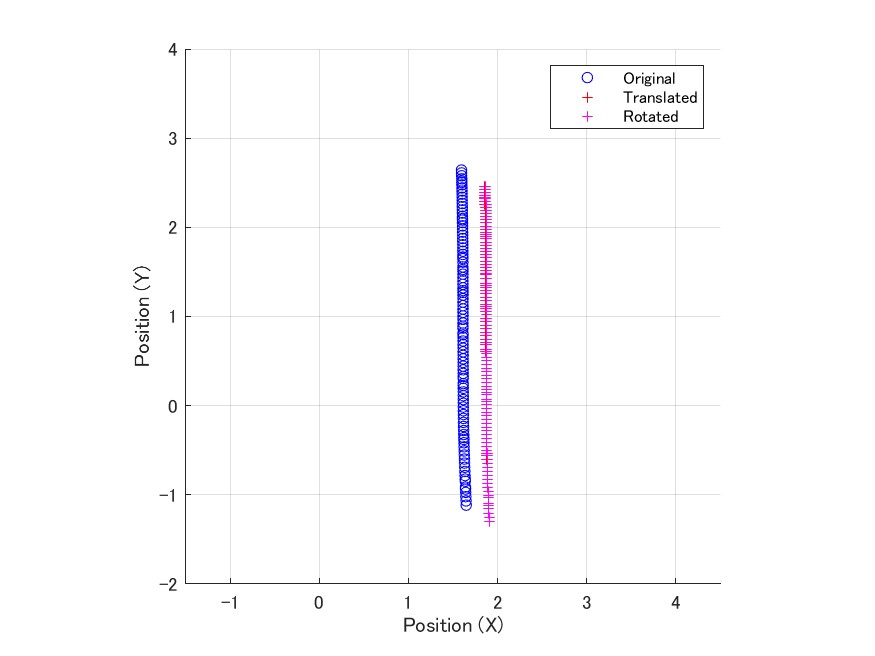 4
Original
Translated
Rotated
3
2
1
0
−1
−2
Position (Y)
−1 0 1 2 3 4
Position (X)